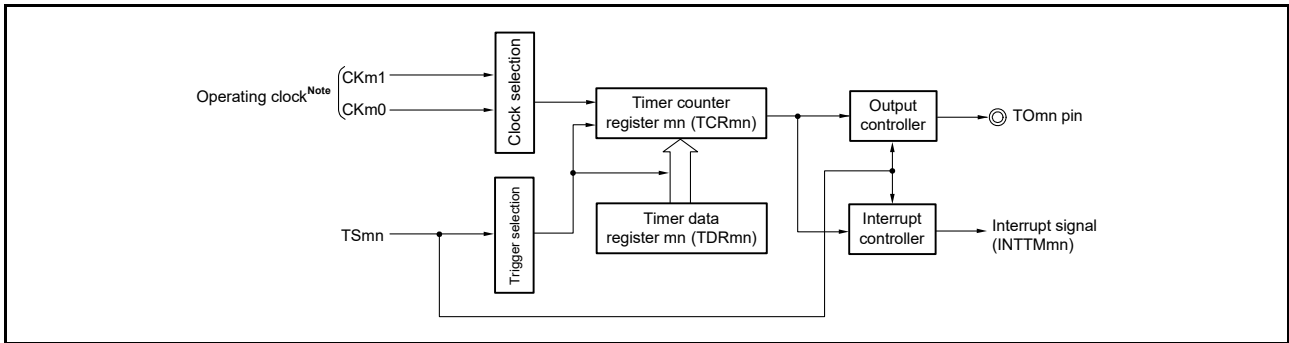 Operating clockNote
CKm1
CKm0
Clock selection
Timer counter
register mn (TCRmn)
Output
controller
TOmn pin
TSmn
Trigger selection
Timer data
register mn (TDRmn)
Interrupt
controller
Interrupt signal
(INTTMmn)